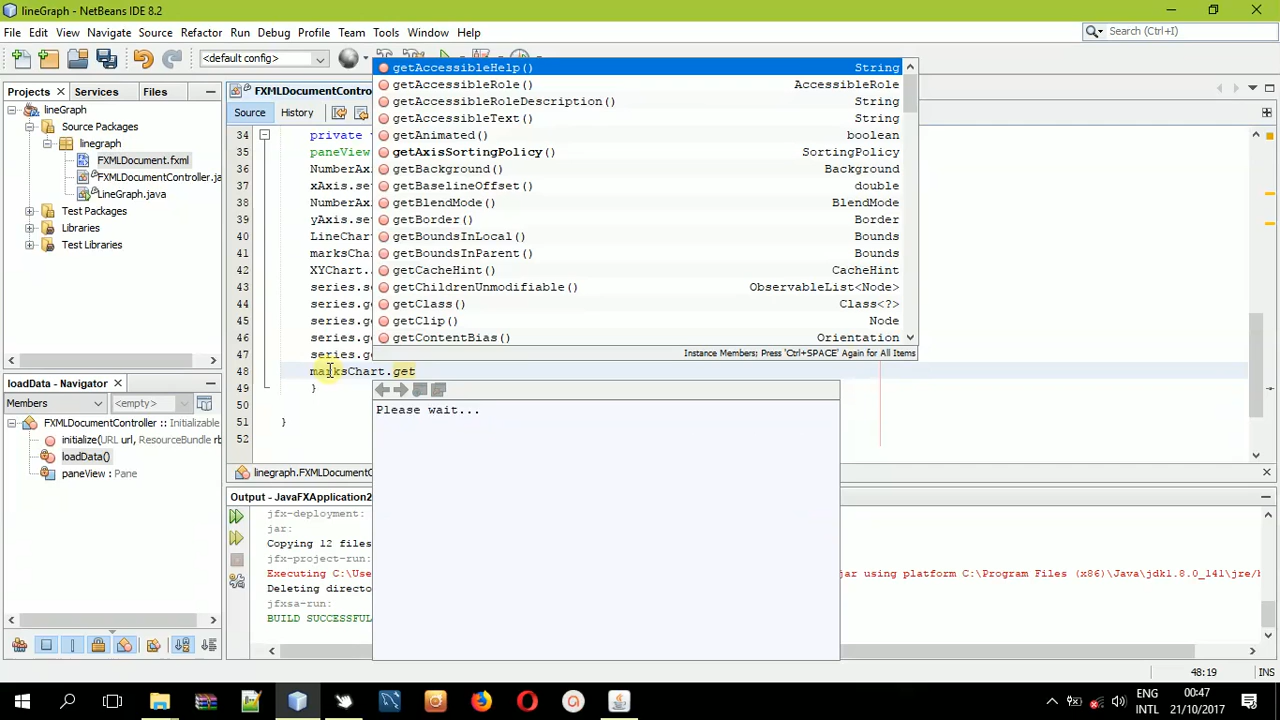 lineGraph - NetBeans IDE 8.2
File Edit View Navigate Source Refactor Run Debug Profile Team Tools Window Help
Search (Ctrl+I)
<default config>
Projects Services Files
FXMLDocumentContro
Source History
lineGraph
Source Packages
linegraph
FXMLDocument.fxml
FXMLDocumentController.ja
LineGraph.java
Test Packages
Libraries
Test Libraries
34 private
35 paneView
36 NumberAx
37 xAxis.se
38 NumberAx
39 yAxis.se
40 LineChar
41 marksCha
42 XYChart.
43 series.s
44 series.ge
45 series.ge
46 series.ge
47 series.ge
48 marksChart.get
49 }
50
51 }
52
getAccessibleHelp() String
getAccessibleRole() AccessibleRole
getAccessibleRoleDescription() String
getAccessibleText() String
getAnimated() boolean
getAxisSortingPolicy() SortingPolicy
getBackground() Background
getBaselineOffset() double
getBlendMode() BlendMode
getBorder() Border
getBoundsInLocal() Bounds
getBoundsInParent() Bounds
getCacheHint() CacheHint
getChildrenUnmodifiable() ObservableList<Node>
getClass() Class<?>
getClip() Node
getContentBias() Orientation
Instance Members; Press 'Ctrl+SPACE' Again for All Items
Please wait...
loadData - Navigator
Members <empty>
FXMLDocumentController :: Initializable
initialize(URL url, ResourceBundle rb
loadData()
paneView : Pane
linegraph.FXMLDocumentC
Output - JavaFXApplication2
jfx-deployment:
jar:
Copying 12 files
jfx-project-run:
Executing C:\Use jar using platform C:\Program Files (x86)\Java\jdk1.8.0_141\jre/b
Deleting directo
jfxsa-run:
BUILD SUCCESSFUL
48:19 INS
ENG
INTL
00:47
21/10/2017